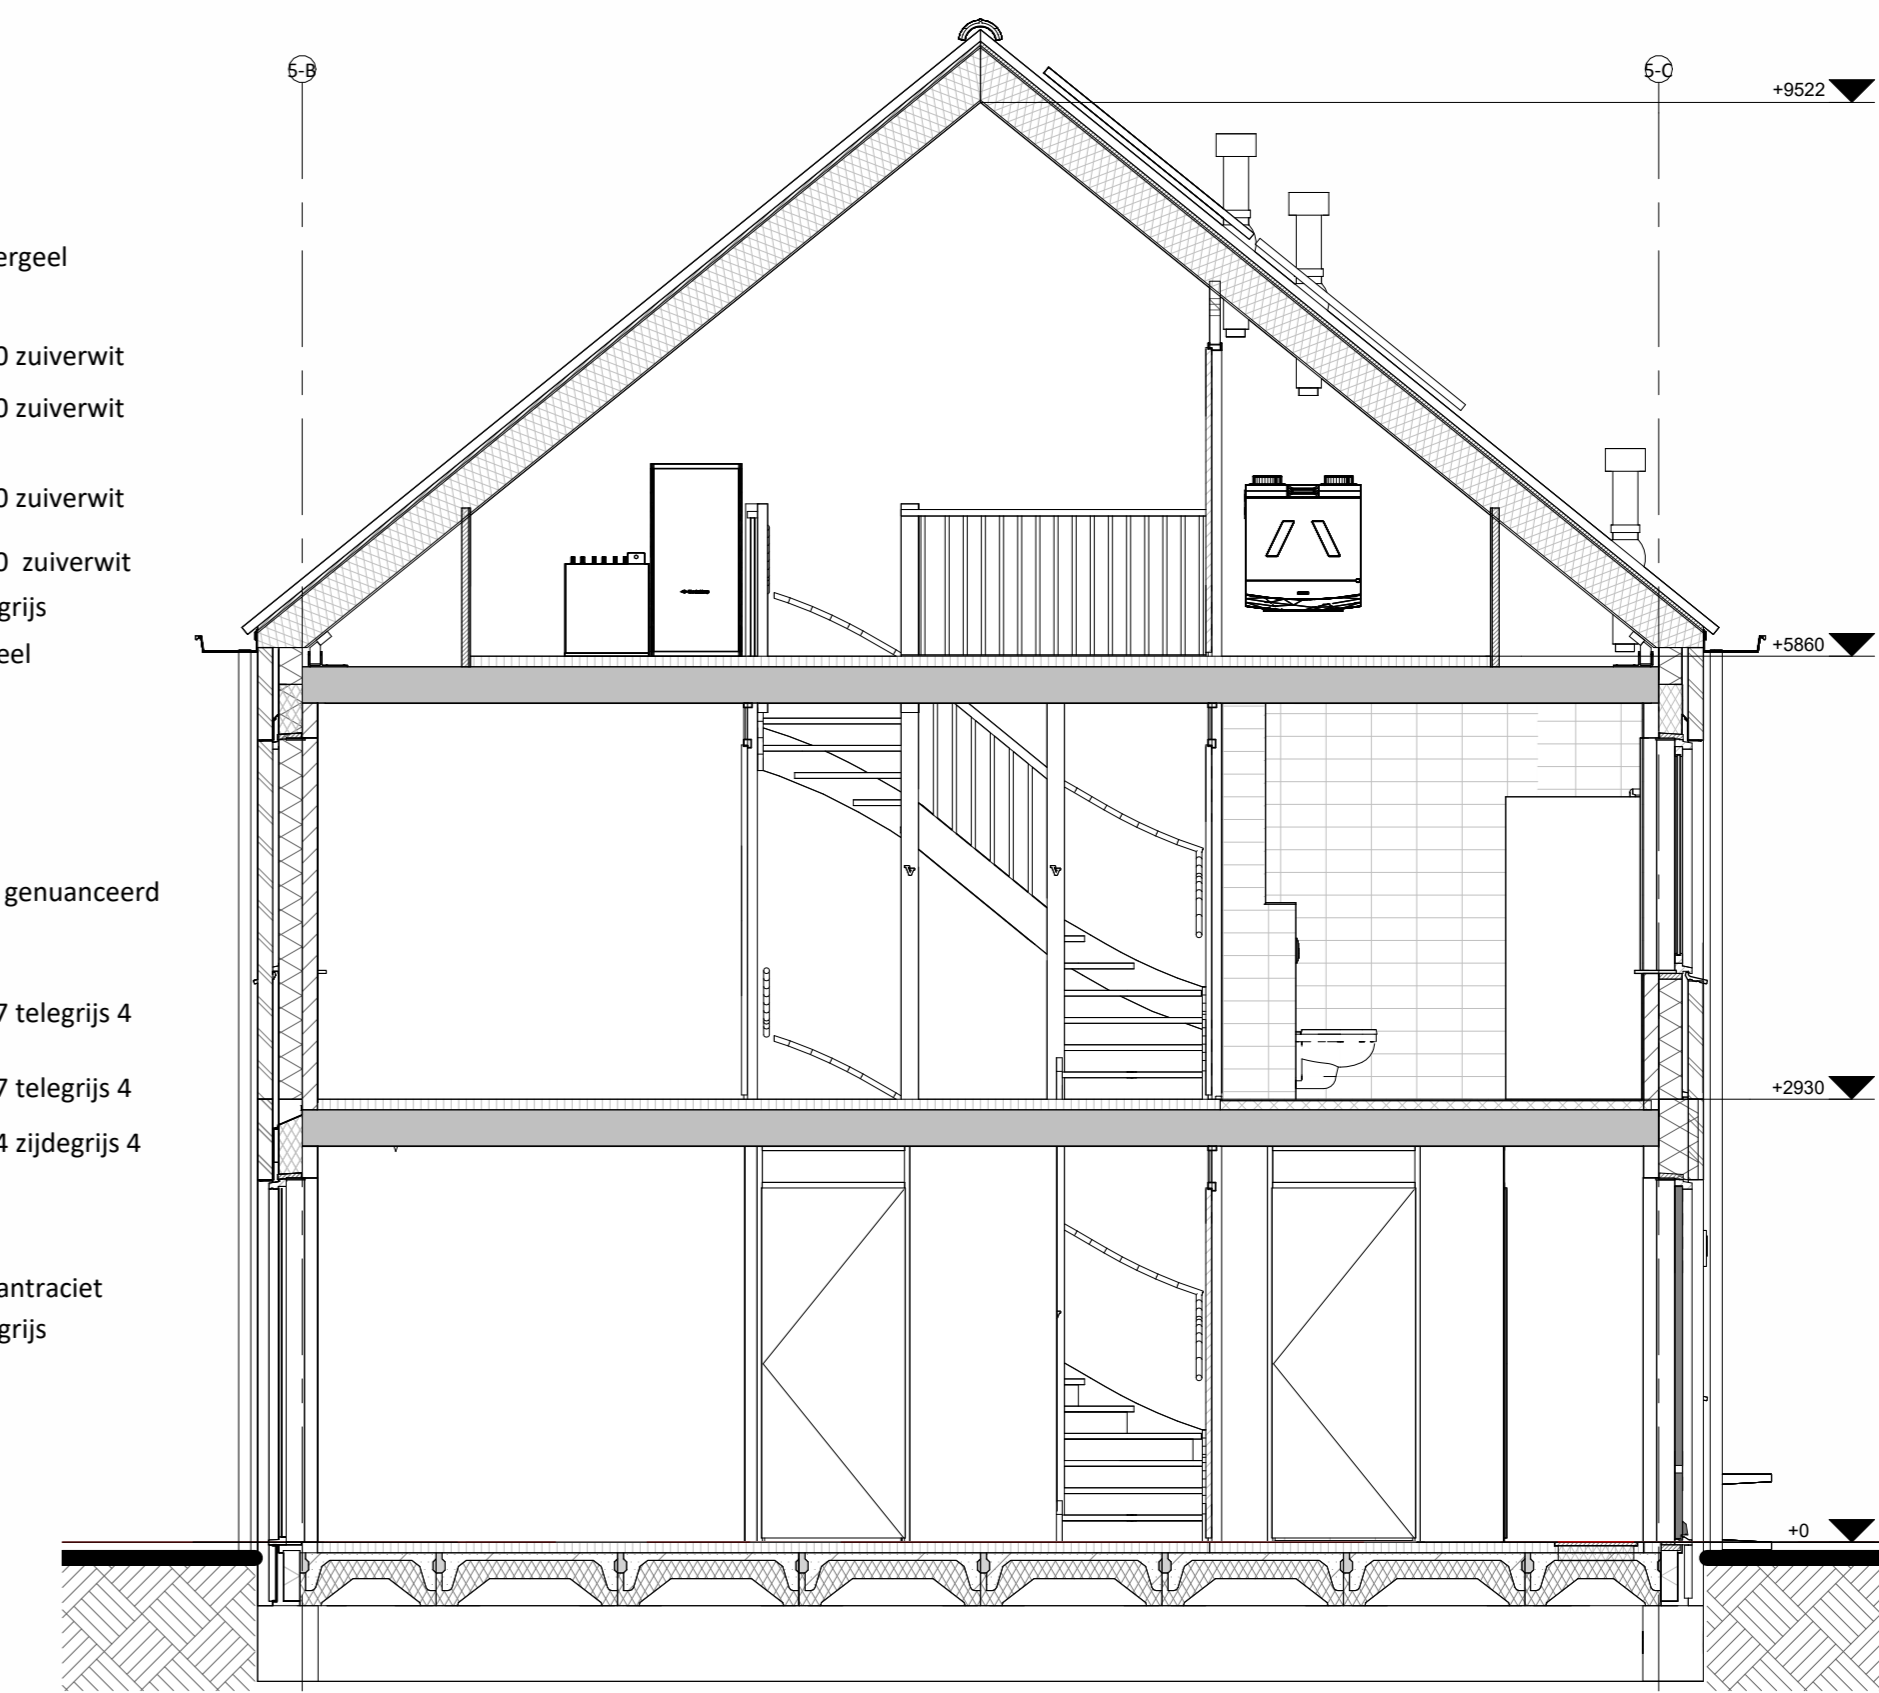 5-B
5-C
+9522
ergeel
0 zuiverwit
0 zuiverwit
0 zuiverwit
0 zuiverwit
grijs
eel
+5860
genuanceerd
7 telegrijs 4
7 telegrijs 4
+2930
4 zijdegrijs 4
antraciet
grijs
+0